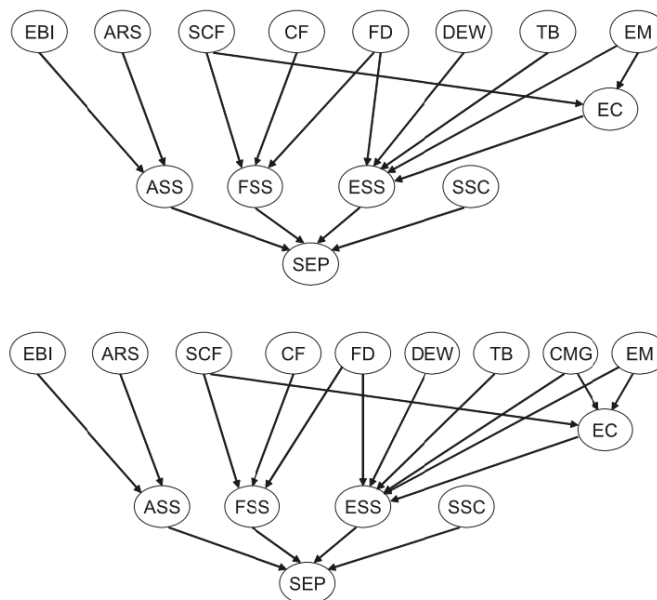 EBI ARS SCF CF FD DEW TB EM
EC
ASS FSS ESS SSC
SEP
EBI ARS SCF CF FD DEW TB CMG EM
EC
ASS FSS ESS SSC
SEP